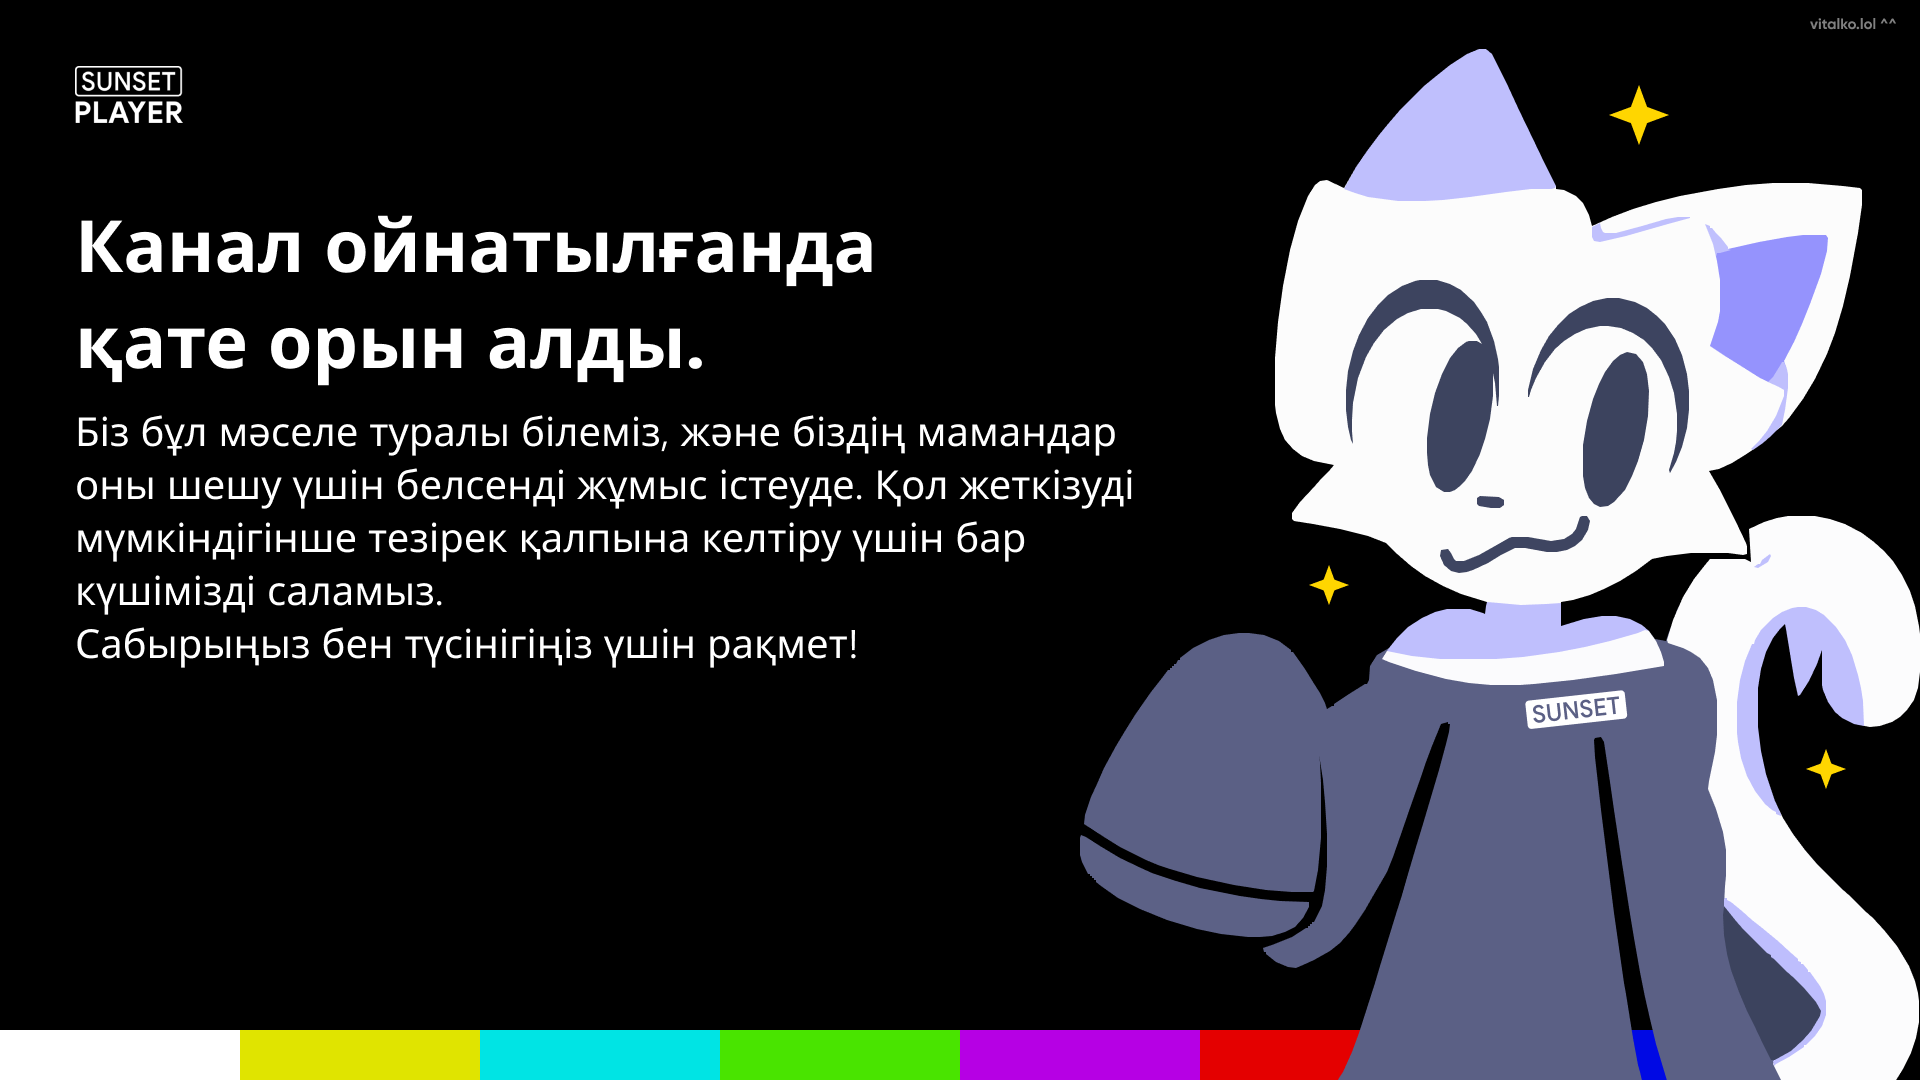 vitalko.lol ^^
SUNSET
PLAYER
Канал ойнатылғанда
қате орын алды.
Біз бұл мәселе туралы білеміз, және біздің мамандар
оны шешу үшін белсенді жұмыс істеуде. Қол жеткізуді
мүмкіндігінше тезірек қалпына келтіру үшін бар
күшімізді саламыз.
Сабырыңыз бен түсінігіңіз үшін рақмет!
SUNSET